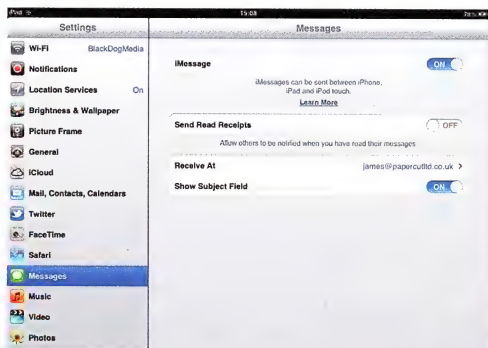 iPad
15:08
78%
Settings
Messages
Wi-Fi BlackDogMedia
Notifications
Location Services On
Brightness & Wallpaper
Picture Frame
General
iCloud
Mail, Contacts, Calendars
Twitter
FaceTime
Safari
Messages
Music
Video
Photos
iMessage ON
iMessages can be sent between iPhone,
iPad and iPod touch.
Learn More
Send Read Receipts OFF
Allow others to be notified when you have read their messages
Receive At james@papercutltd.co.uk >
Show Subject Field ON